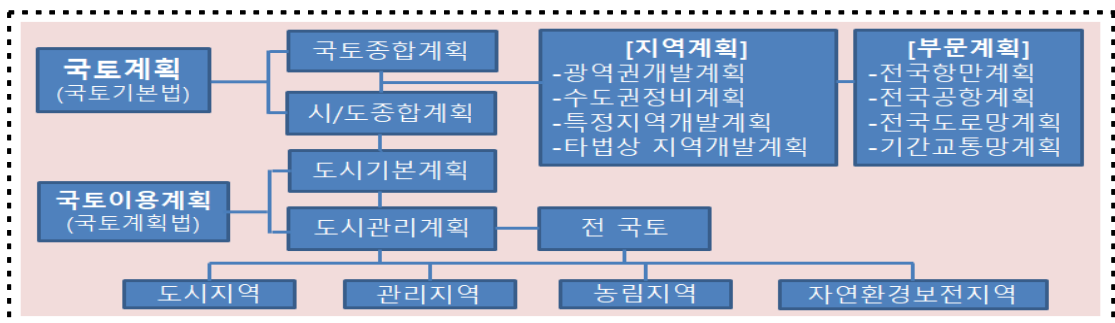 국토계획
(국토기본법)
국토종합계획
시/도종합계획
[지역계획]
-광역권개발계획
-수도권정비계획
-특정지역개발계획
-타법상 지역개발계획
[부문계획]
-전국항만계획
-전국공항계획
-전국도로망계획
-기간교통망계획
국토이용계획
(국토계획법)
도시기본계획
도시관리계획
전 국토
도시지역
관리지역
농림지역
자연환경보전지역